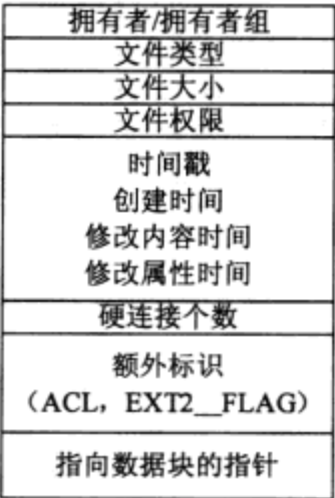 拥有者/拥有者组
文件类型
文件大小
文件权限
时间戳
创建时间
修改内容时间
修改属性时间
硬连接个数
额外标识
（ACL，EXT2__FLAG）
指向数据块的指针